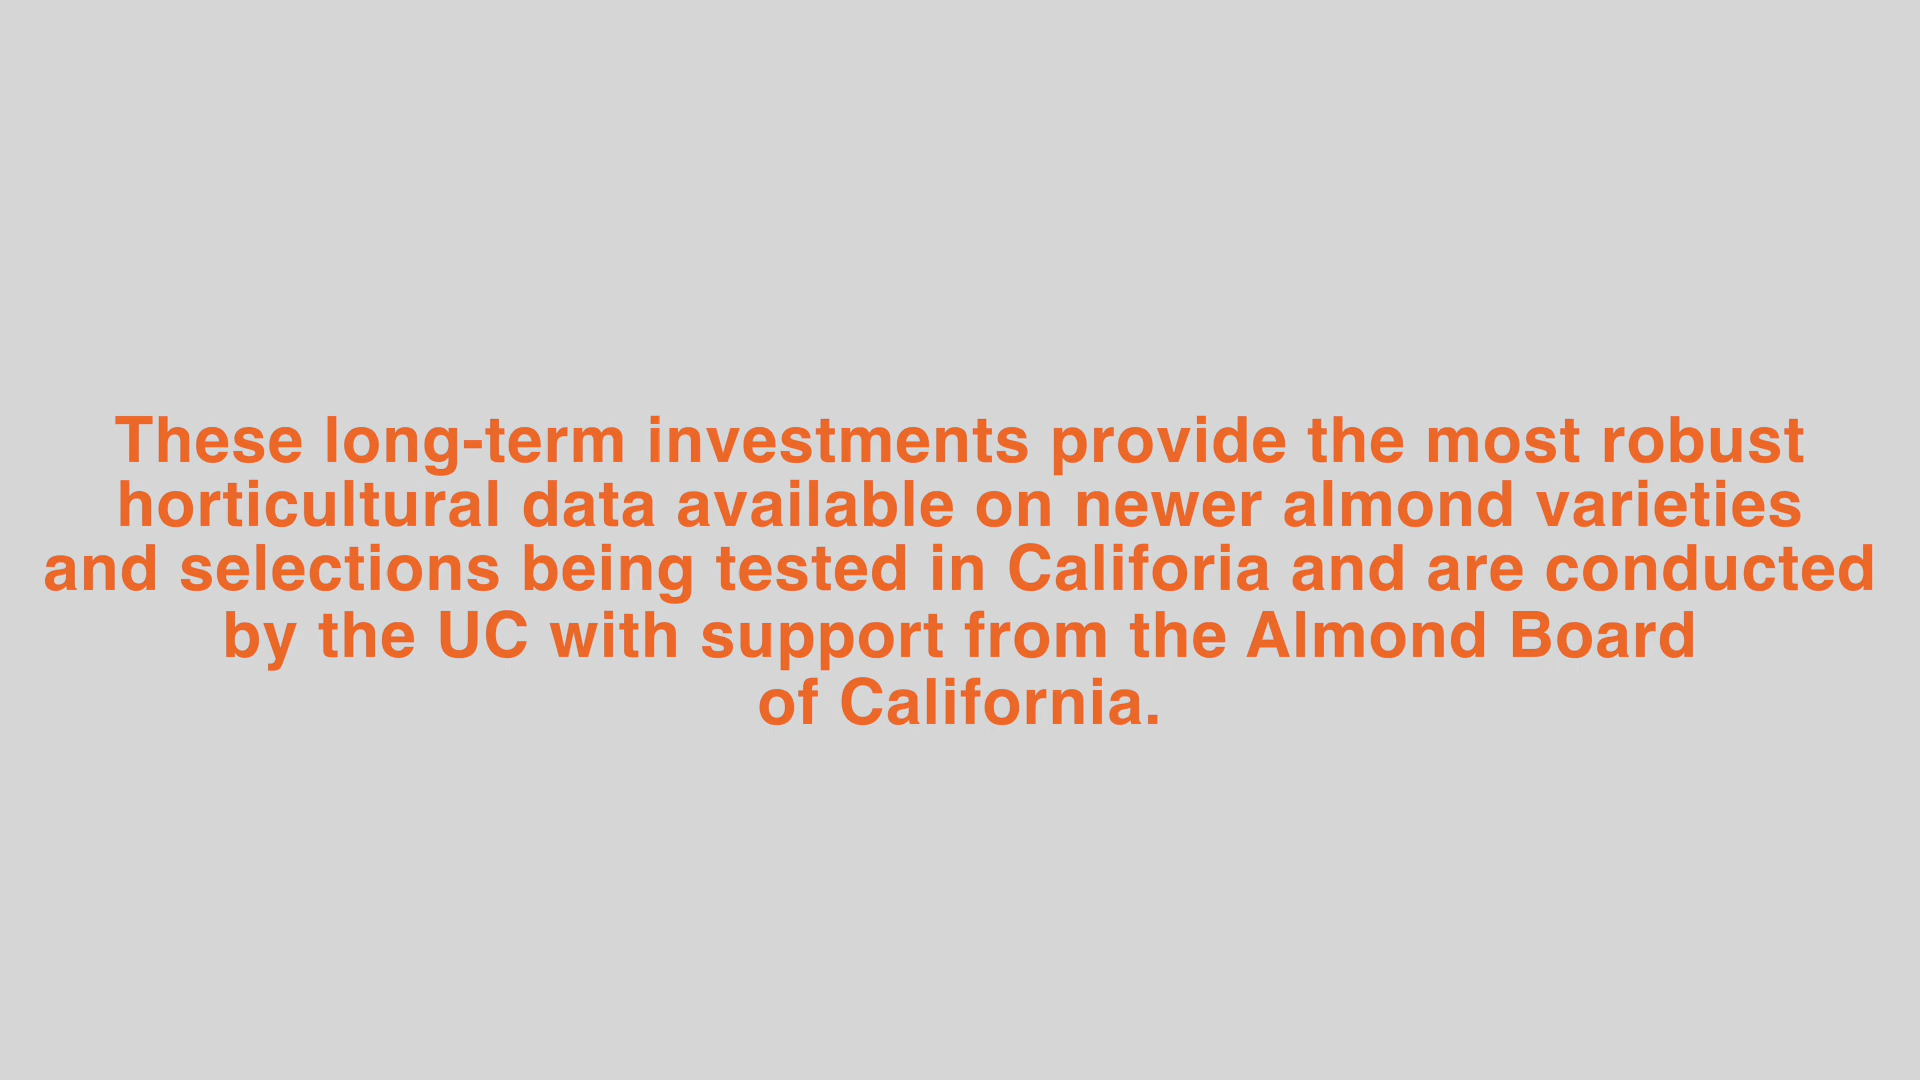 These long-term investments provide the most robust
horticultural data available on newer almond varieties
and selections being tested in Califoria and are conducted
by the UC with support from the Almond Board
of California.